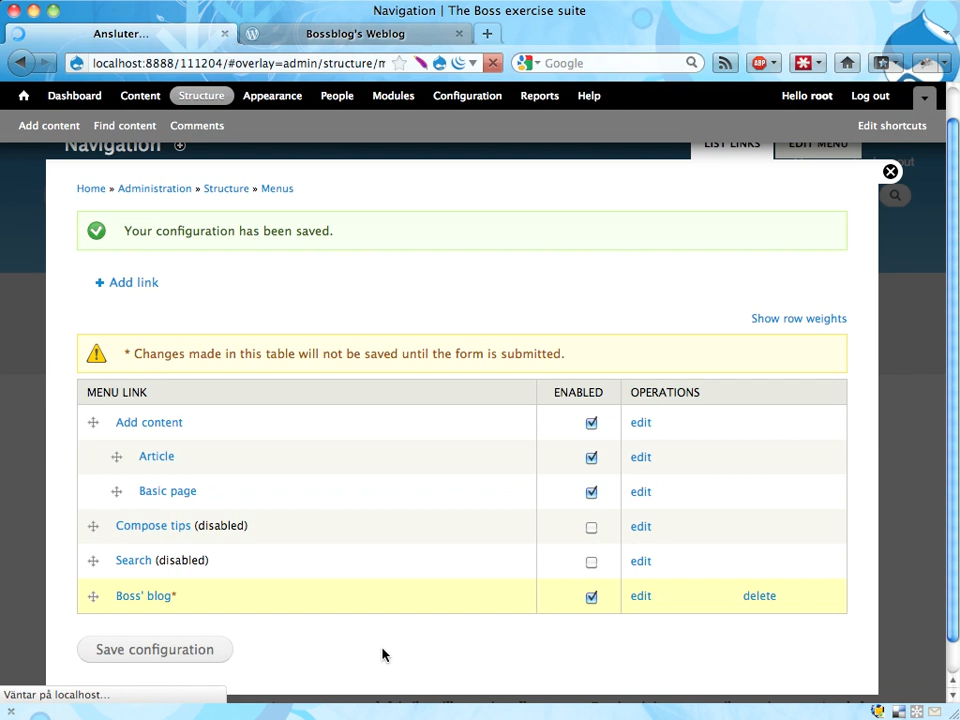 Navigation | The Boss exercise suite
Ansluter...
Bossblog's Weblog
localhost:8888/111204/#overlay=admin/structure/m
Google
ABP
Dashboard
Content
Structure
Appearance
People
Modules
Configuration
Reports
Help
Hello root
Log out
Add content
Find content
Comments
Edit shortcuts
Navigation
LIST LINKS
EDIT MENU
Home » Administration » Structure » Menus
Your configuration has been saved.
+ Add link
Show row weights
* Changes made in this table will not be saved until the form is submitted.
MENU LINK ENABLED OPERATIONS
Add content edit
Article edit
Basic page edit
Compose tips (disabled) edit
Search (disabled) edit
Boss' blog* edit delete
Save configuration
Väntar på localhost...